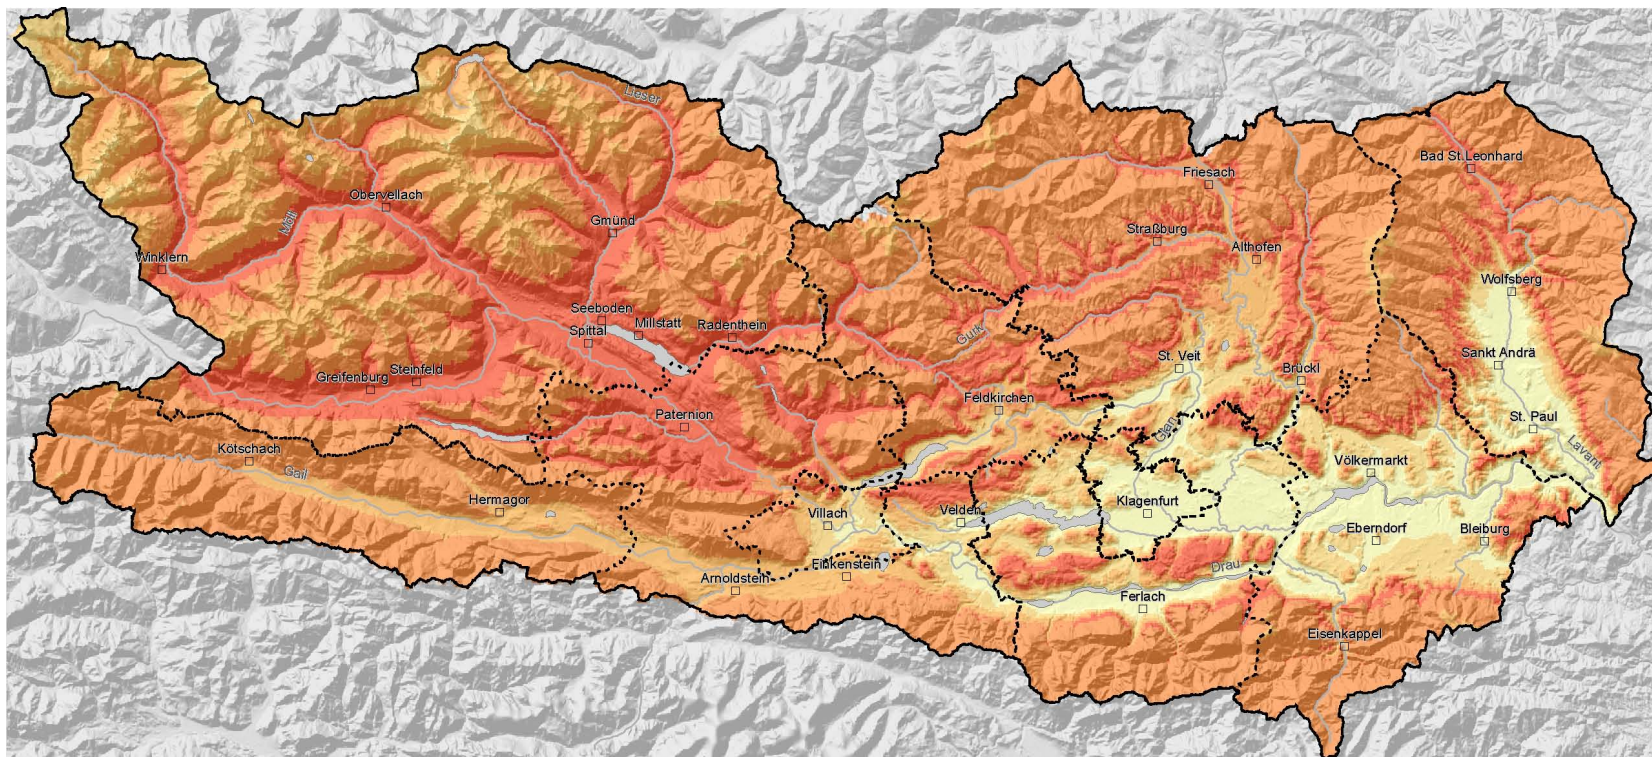 Lieser
Bad St.Leonhard
Friesach
Obervellach
Möll
Gmünd
Straßburg
Althofen
Winklern
Wolfsberg
Seeboden
Spittal
Millstatt
Radenthein
Gurk
St. Veit
Sankt Andrä
Brückl
Greifenburg
Steinfeld
Feldkirchen
Paternion
St. Paul
Glan
Lavant
Kötschach
Gail
Völkermarkt
Hermagor
Villach
Velden
Klagenfurt
Eberndorf
Bleiburg
Finkenstein
Drau
Arnoldstein
Ferlach
Eisenkappel